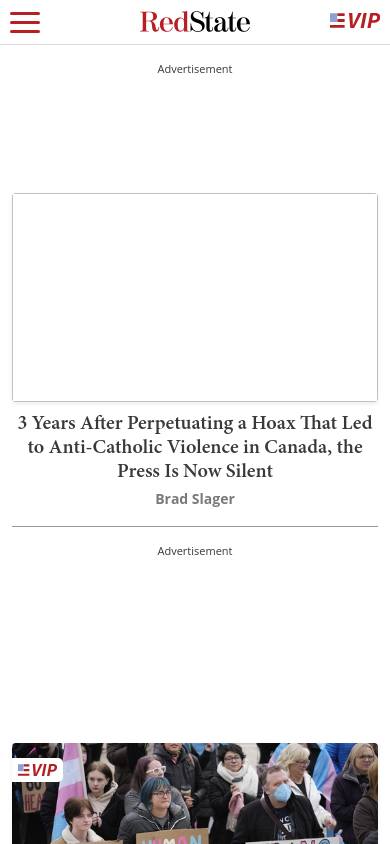 RedState
VIP
Advertisement
3 Years After Perpetuating a Hoax That Led
to Anti-Catholic Violence in Canada, the
Press Is Now Silent
Brad Slager
Advertisement
VIP